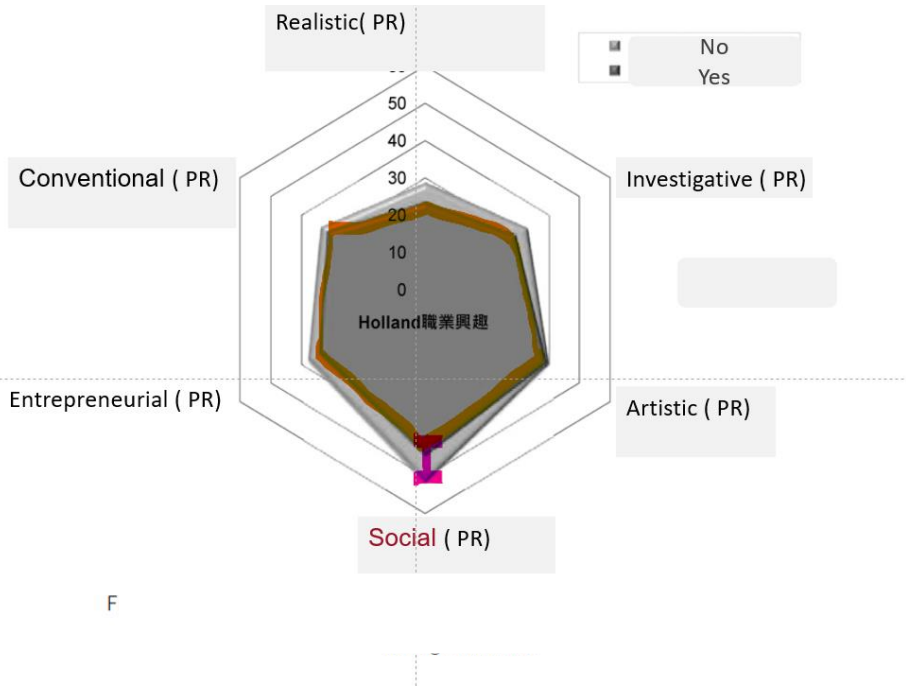 Realistic( PR)
No
Yes
50
40
30
20
10
0
Conventional ( PR)
Investigative ( PR)
Holland職業興趣
Entrepreneurial ( PR)
Artistic ( PR)
Social ( PR)
F